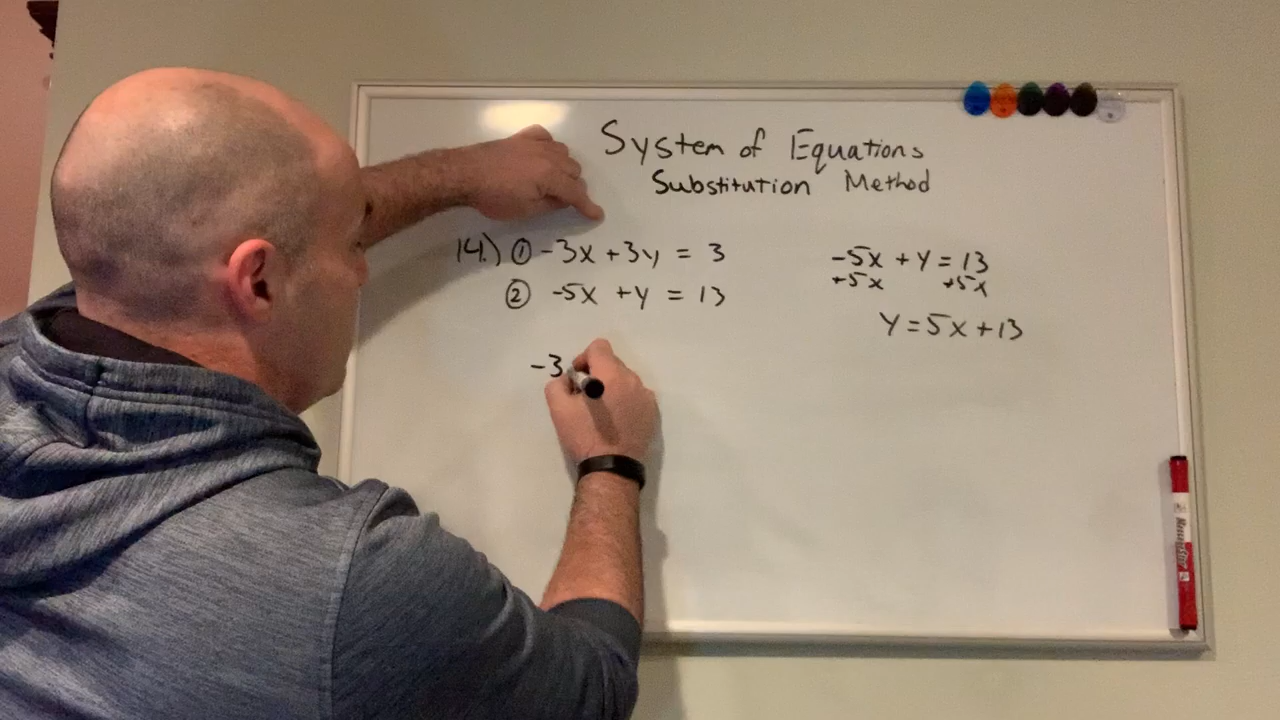 System of Equations
Substitution Method
14.) ① -3x + 3y = 3
② -5x + y = 13
-5x + y = 13
+5x +5x
y = 5x + 13
-3